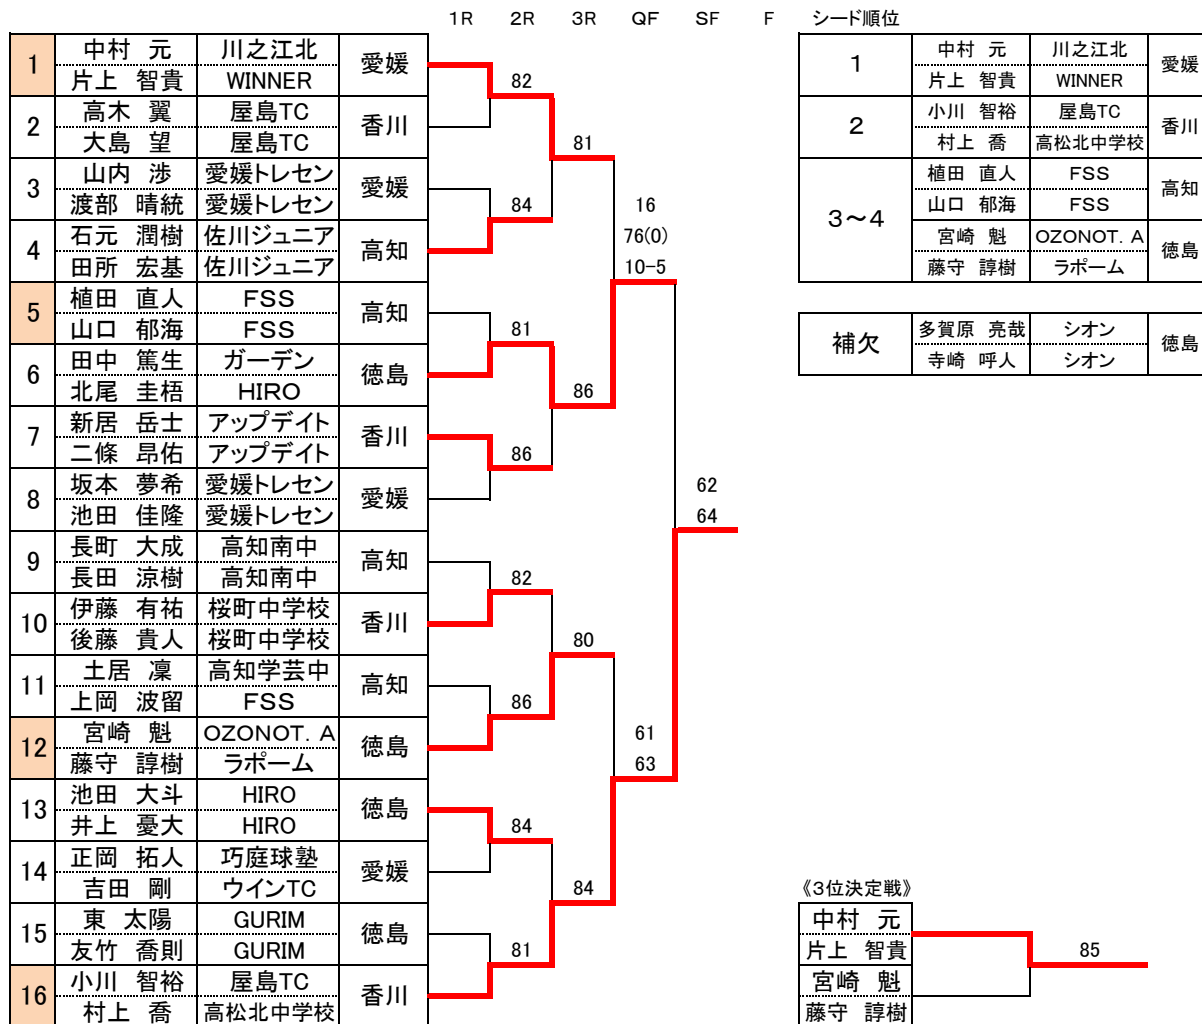 1R 2R 3R QF SF F シード順位
1 中村 元 川之江北 愛媛
片上 智貴 WINNER
82
2 高木 翼 屋島TC 香川
大島 望 屋島TC
81
3 山内 渉 愛媛トレセン 愛媛
渡部 晴統 愛媛トレセン
84
4 石元 潤樹 佐川ジュニア 高知
田所 宏基 佐川ジュニア
16
76(0)
10-5
5 植田 直人 FSS 高知
山口 郁海 FSS
81
6 田中 篤生 ガーデン 徳島
北尾 圭梧 HIRO
86
7 新居 岳士 アップデイト 香川
二條 昂佑 アップデイト
86
8 坂本 夢希 愛媛トレセン 愛媛
池田 佳隆 愛媛トレセン
62
64
9 長町 大成 高知南中 高知
長田 涼樹 高知南中
82
10 伊藤 有祐 桜町中学校 香川
後藤 貴人 桜町中学校
80
11 土居 凜 高知学芸中 高知
上岡 波留 FSS
86
12 宮崎 魁 OZONOT. A 徳島
藤守 諄樹 ラポーム
61
63
13 池田 大斗 HIRO 徳島
井上 憂大 HIRO
84
14 正岡 拓人 巧庭球塾 愛媛
吉田 剛 ウインTC
84
15 東 太陽 GURIM 徳島
友竹 喬則 GURIM
81
16 小川 智裕 屋島TC 香川
村上 喬 高松北中学校
1 中村 元 川之江北 愛媛
片上 智貴 WINNER
2 小川 智裕 屋島TC 香川
村上 喬 高松北中学校
3～4 植田 直人 FSS 高知
山口 郁海 FSS
宮崎 魁 OZONOT. A 徳島
藤守 諄樹 ラポーム
補欠 多賀原 亮哉 シオン 徳島
寺崎 呼人 シオン
《3位決定戦》
中村 元
片上 智貴 85
宮崎 魁
藤守 諄樹